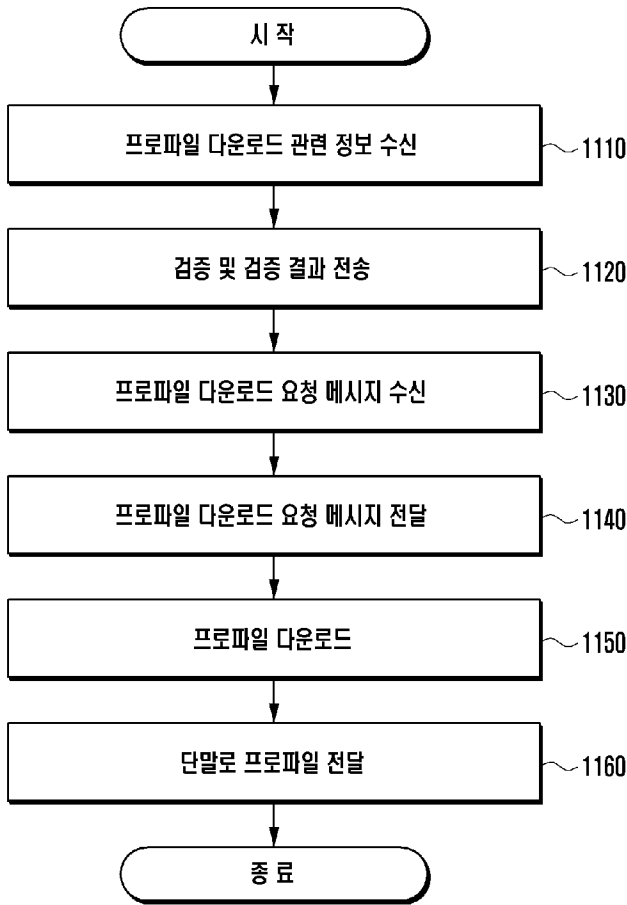 시 작
프로파일 다운로드 관련 정보 수신
1110
검증 및 검증 결과 전송
1120
프로파일 다운로드 요청 메시지 수신
1130
프로파일 다운로드 요청 메시지 전달
1140
프로파일 다운로드
1150
단말로 프로파일 전달
1160
종 료